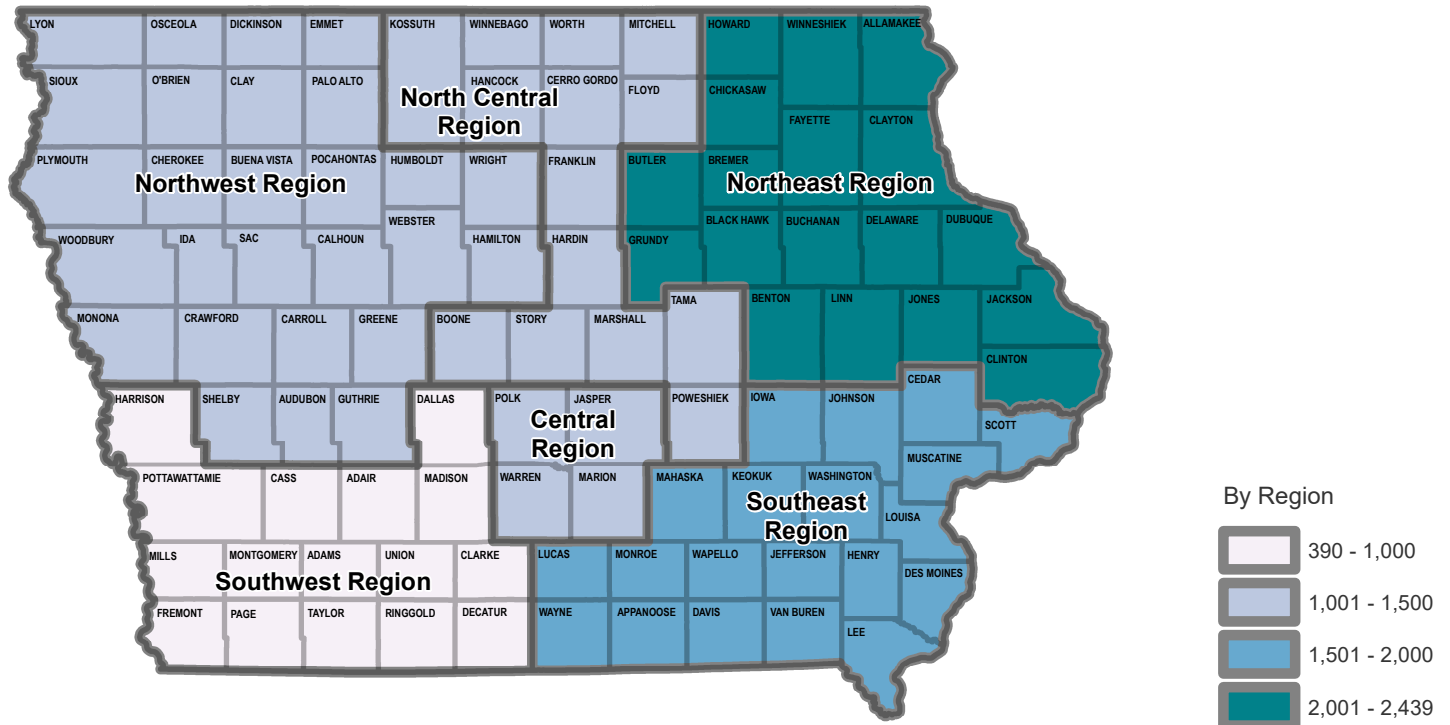 LYON OSCEOLA DICKINSON EMMET KOSSUTH WINNEBAGO WORTH MITCHELL HOWARD WINNESHIEK ALLAMAKEE
SIOUX O'BRIEN CLAY PALO ALTO HANCOCK CERRO GORDO FLOYD CHICKASAW
North Central
Region
FAYETTE CLAYTON
PLYMOUTH CHEROKEE BUENA VISTA POCAHONTAS HUMBOLDT WRIGHT FRANKLIN BUTLER BREMER
Northwest Region
Northeast Region
WEBSTER BLACK HAWK BUCHANAN DELAWARE DUBUQUE
WOODBURY IDA SAC CALHOUN HAMILTON HARDIN GRUNDY
TAMA BENTON LINN JONES JACKSON
MONONA CRAWFORD CARROLL GREENE BOONE STORY MARSHALL
CLINTON
CEDAR
HARRISON SHELBY AUDUBON GUTHRIE DALLAS POLK JASPER POWESHIEK IOWA JOHNSON
Central
Region
SCOTT
MUSCATINE
POTTAWATTAMIE CASS ADAIR MADISON WARREN MARION MAHASKA KEOKUK WASHINGTON
Southeast
Region
LOUISA
MILLS MONTGOMERY ADAMS UNION CLARKE LUCAS MONROE WAPELLO JEFFERSON HENRY
DES MOINES
Southwest Region
FREMONT PAGE TAYLOR RINGGOLD DECATUR WAYNE APPANOOSE DAVIS VAN BUREN
LEE
By Region
390 - 1,000
1,001 - 1,500
1,501 - 2,000
2,001 - 2,439